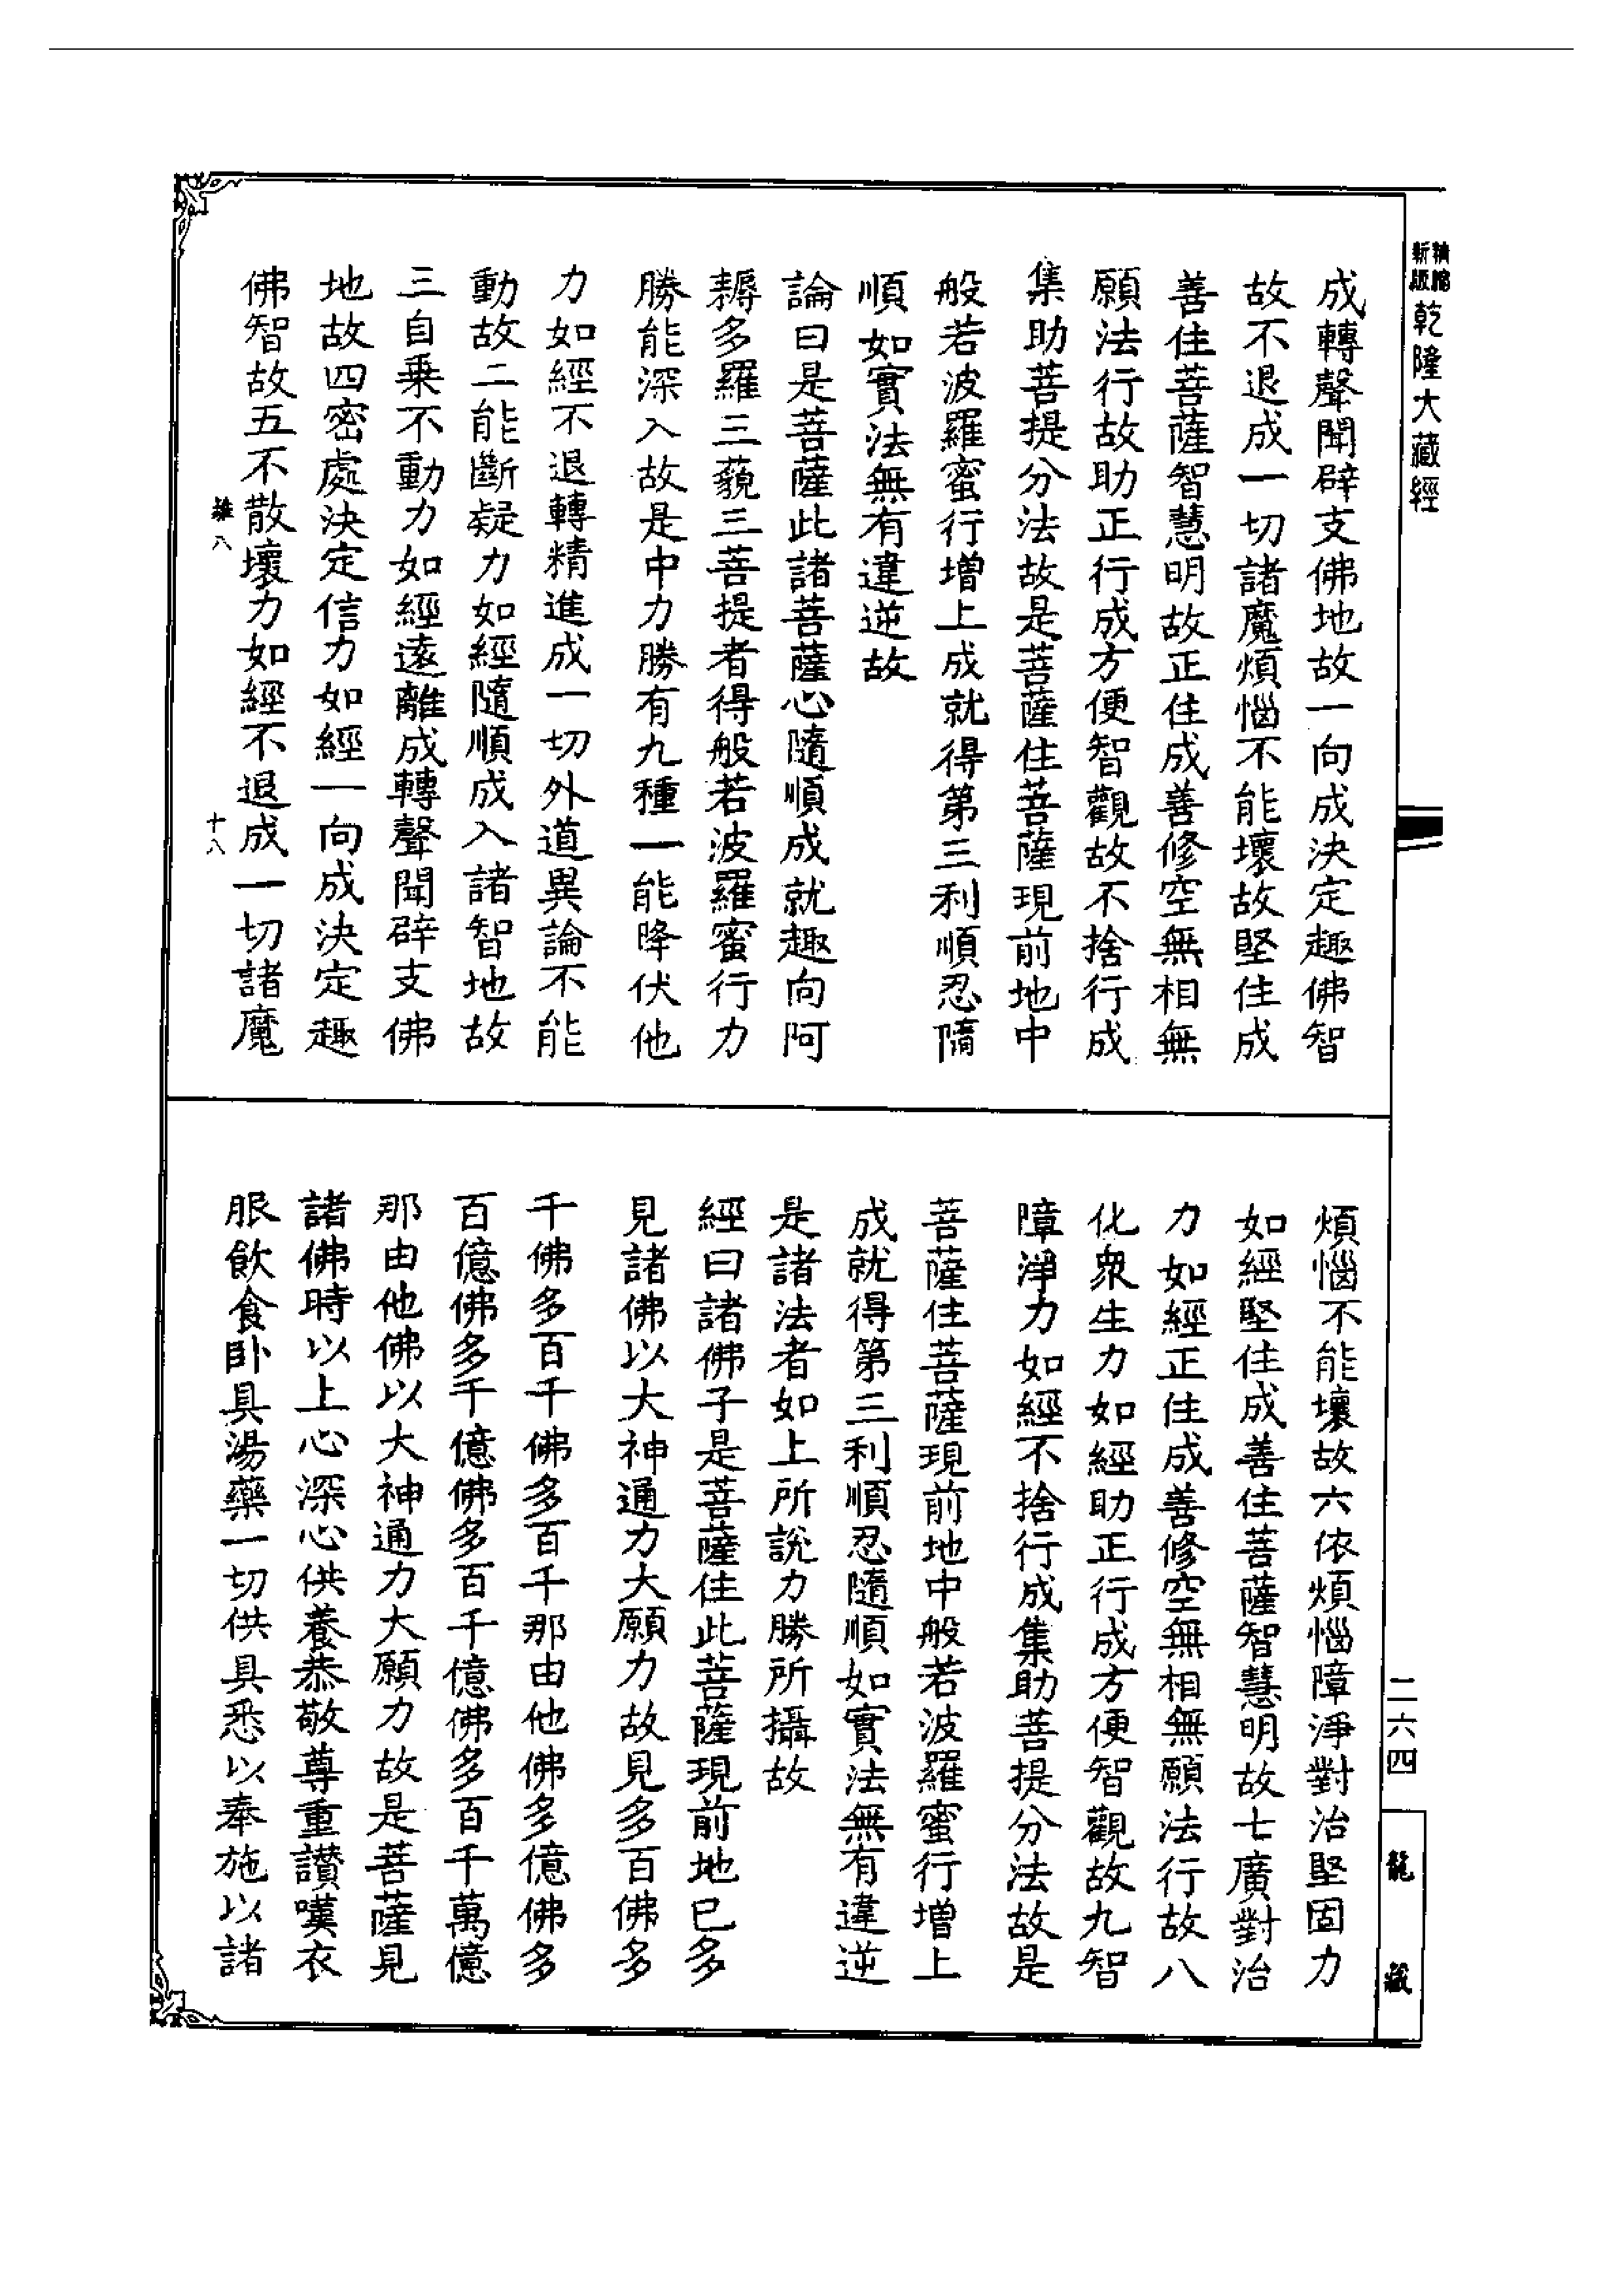 精縮新版乾隆大藏經
成轉聲聞辟支佛地故一向成決定趣佛智
故不退成一切諸魔煩惱不能壞故堅住成
善住菩薩智慧明故正住成善修空無相無
願法行故助正行成方便智觀故不捨行成
集助菩提分法故是菩薩住菩薩現前地中
般若波羅蜜行增上成就得第三利順忍隨
順如實法無有違逆故
論曰是菩薩此諸菩薩心隨順成就趣向阿
耨多羅三藐三菩提者得般若波羅蜜行力
勝能深入故是中力勝有九種一能降伏他
力如經不退轉精進成一切外道異論不能
動故二能斷疑力如經隨順成入諸智地故
三自乗不動力如經遠離成轉聲聞辟支佛
地故四密處決定信力如經一向成決定趣
佛智故五不散壞力如經不退成一切諸魔
十八
煩惱不能壞故六依煩惱障淨對治堅固力
如經堅住成善住菩薩智慧明故七廣對治
力如經正住成善修空無相無願法行故八
化衆生力如經助正行成方便智觀故九智
障淨力如經不捨行成集助菩提分法故是
菩薩住菩薩現前地中般若波羅蜜行增上
成就得第三利順忍隨順如實法無有違逆
是諸法者如上所說力勝所攝故
經曰諸佛子是菩薩住此菩薩現前地已多
見諸佛以大神通力大願力故見多百佛多
千佛多百千佛多百千那由他佛多億佛多
百億佛多千億佛多百千億佛多百千萬億
那由他佛以大神通力大願力故是菩薩見
諸佛時以上心深心供養恭敬尊重讃嘆衣
服飲食卧具湯藥一切供具悉以奉施以諸
二六四
龍藏